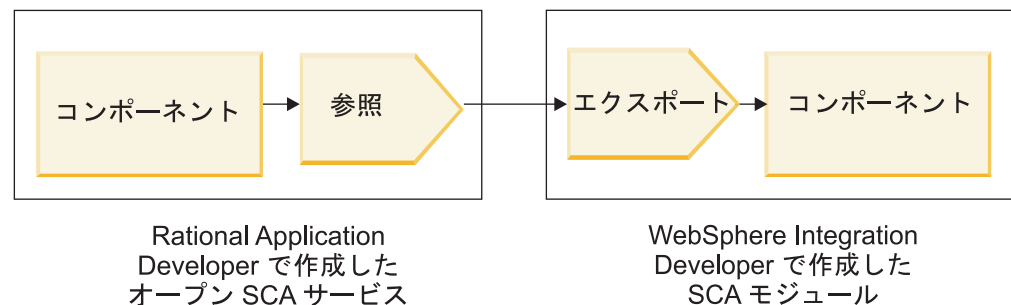 コンポーネント
参照
エクスポート
コンポーネント
Rational Application
Developer で作成した
オープン SCA サービス
WebSphere Integration
Developer で作成した
SCA モジュール